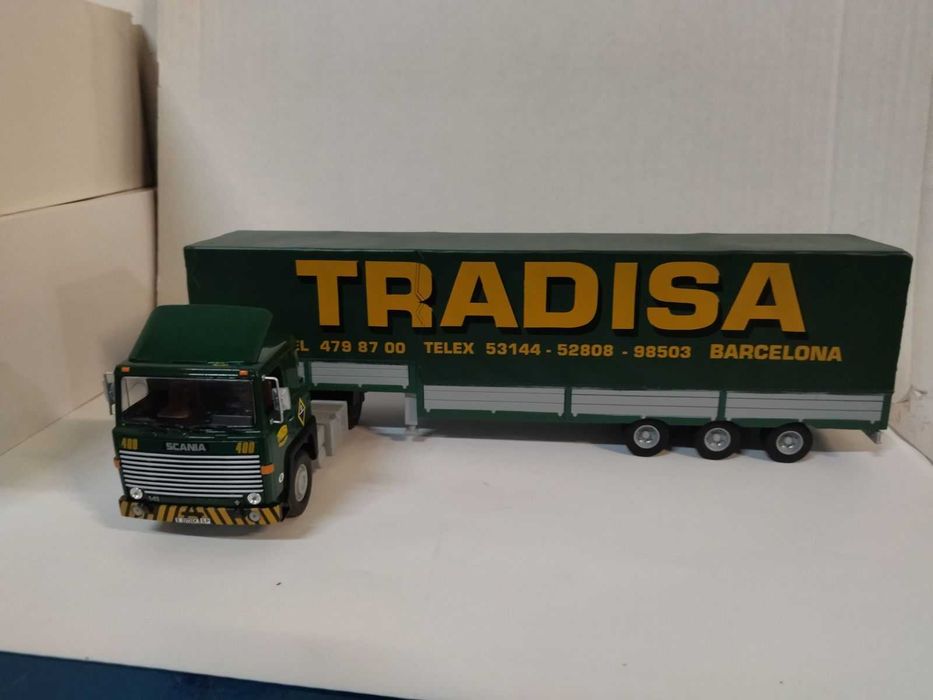 TRADISA
EL 479 87 00 TELEX 53144 - 52808 - 98503 BARCELONA
400 SCANIA 400